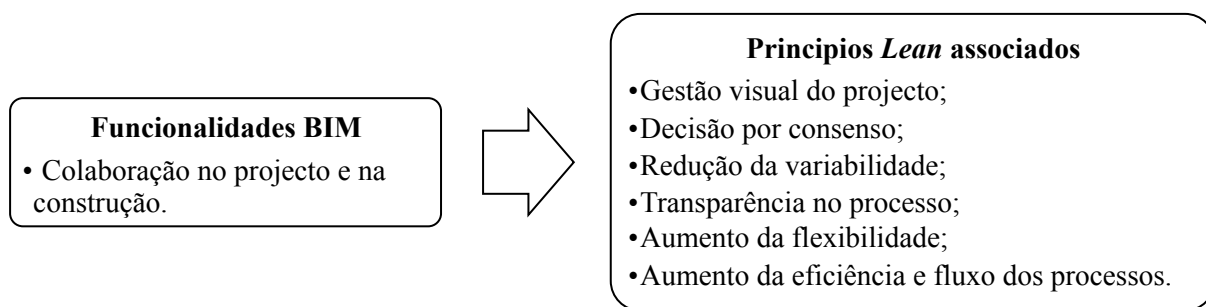 Funcionalidades BIM
• Colaboração no projecto e na
construção.
Principios Lean associados
•Gestão visual do projecto;
•Decisão por consenso;
•Redução da variabilidade;
•Transparência no processo;
•Aumento da flexibilidade;
•Aumento da eficiência e fluxo dos processos.